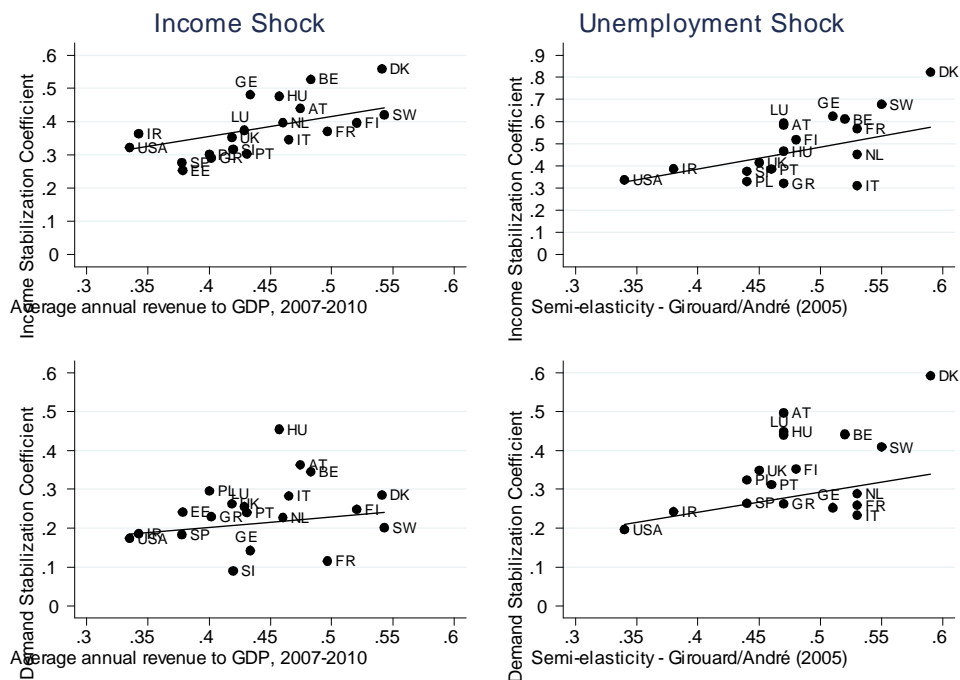 Income Shock
Unemployment Shock
Income Stabilization Coefficient
.6
.5
.4
.3
.2
.1
0
DK
BE
GE
HU
AT
SW
LU
NL
FI
FR
IR
UK
IT
USA
SI
PT
SP
PL
GR
EE
.3 .35 .4 .45 .5 .55 .6
Average annual revenue to GDP, 2007-2010
Income Stabilization Coefficient
.9
.8
.7
.6
.5
.4
.3
.2
.1
0
DK
SW
GE
BE
LU
AT
FR
FI
HU
NL
UK
IR
PT
SP
USA
PL
GR
IT
.3 .35 .4 .45 .5 .55 .6
Semi-elasticity - Girouard/André (2005)
Demand Stabilization Coefficient
.6
.5
.4
.3
.2
.1
0
HU
AT
BE
PL
LU
UK
IT
DK
EE
GR
PT
NL
FI
SW
IR
USA
SP
GE
FR
SI
.3 .35 .4 .45 .5 .55 .6
Average annual revenue to GDP, 2007-2010
Demand Stabilization Coefficient
.6
.5
.4
.3
.2
.1
0
DK
AT
LU
HU
BE
SW
UK
FI
PL
PT
SP
GR
GE
NL
FR
IT
IR
USA
.3 .35 .4 .45 .5 .55 .6
Semi-elasticity - Girouard/André (2005)